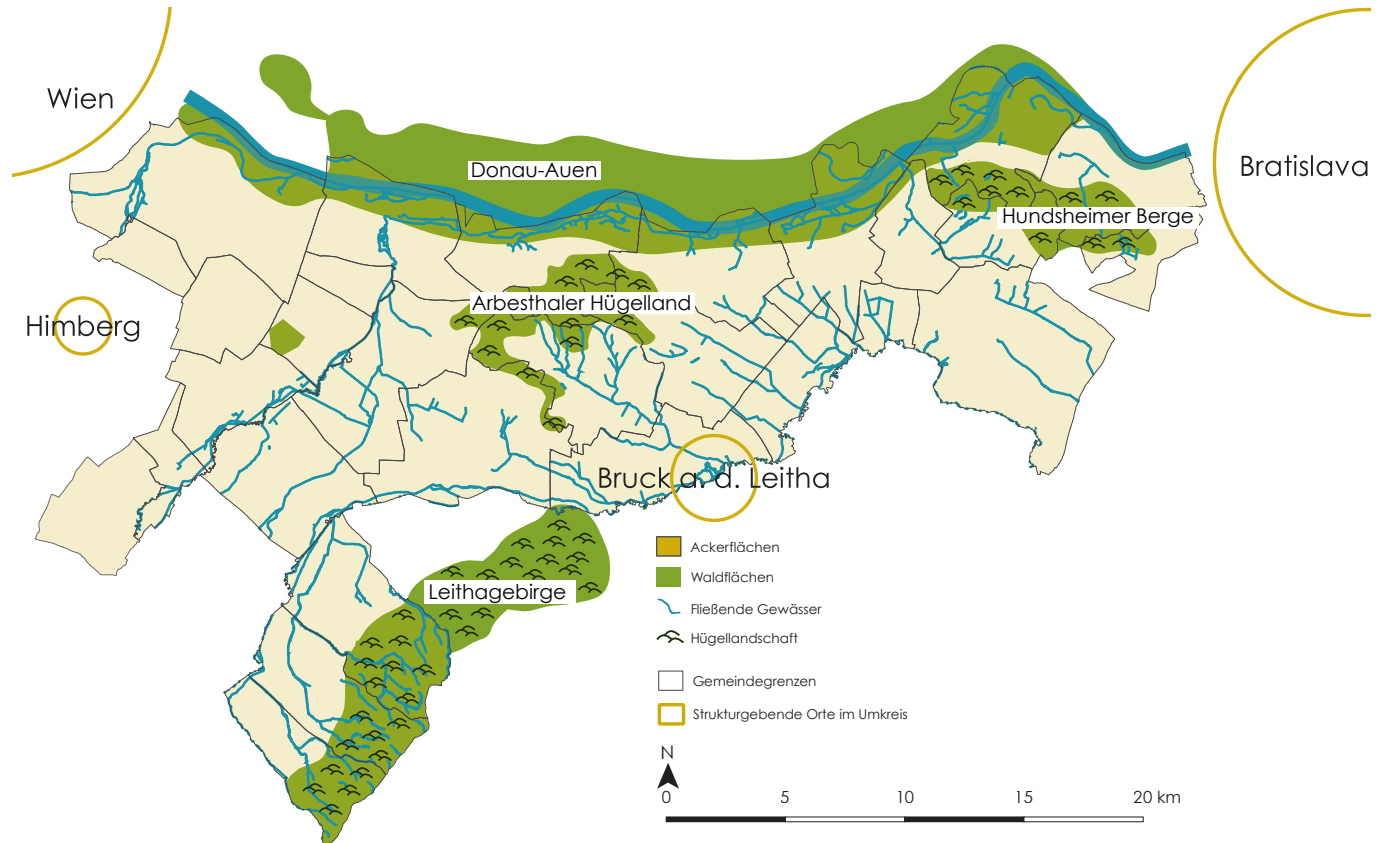 Wien
Bratislava
Donau-Auen
Hundsheimer Berge
Arbesthaler Hügelland
Himberg
Bruck a. d. Leitha
Leithagebirge
Ackerflächen
Waldflächen
Fließende Gewässer
Hügellandschaft
Gemeindegrenzen
Strukturgebende Orte im Umkreis
N
0 5 10 15 20 km